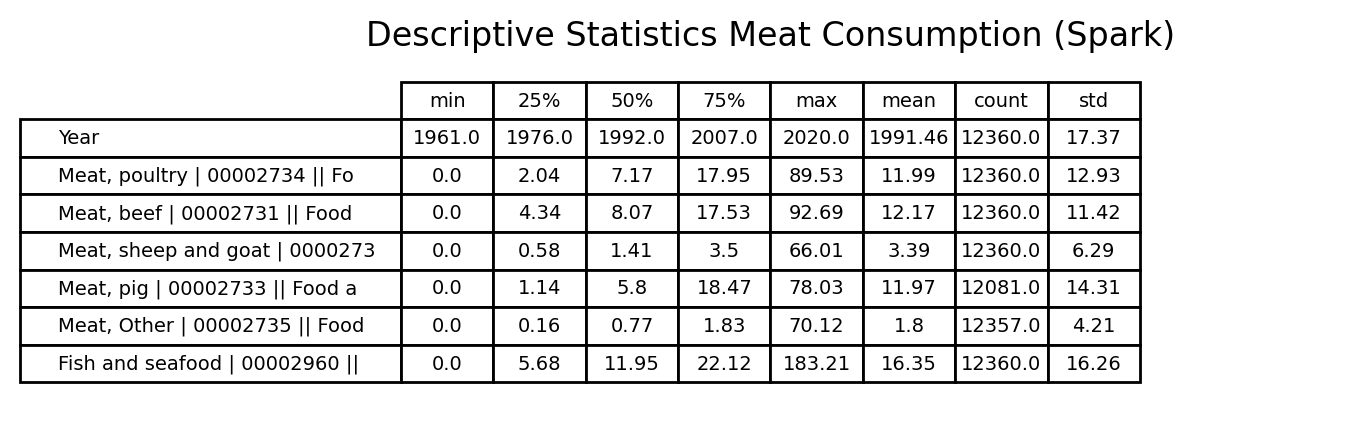 Descriptive Statistics Meat Consumption (Spark)
min 25% 50% 75% max mean count std
Year 1961.0 1976.0 1992.0 2007.0 2020.0 1991.46 12360.0 17.37
Meat, poultry | 00002734 || Fo 0.0 2.04 7.17 17.95 89.53 11.99 12360.0 12.93
Meat, beef | 00002731 || Food 0.0 4.34 8.07 17.53 92.69 12.17 12360.0 11.42
Meat, sheep and goat | 0000273 0.0 0.58 1.41 3.5 66.01 3.39 12360.0 6.29
Meat, pig | 00002733 || Food a 0.0 1.14 5.8 18.47 78.03 11.97 12081.0 14.31
Meat, Other | 00002735 || Food 0.0 0.16 0.77 1.83 70.12 1.8 12357.0 4.21
Fish and seafood | 00002960 || 0.0 5.68 11.95 22.12 183.21 16.35 12360.0 16.26